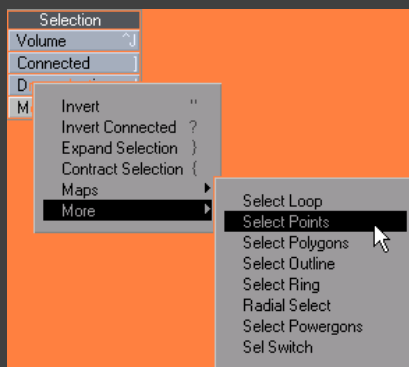 Selection
Volume ^J
Connected ]
Invert "
Invert Connected ?
Expand Selection }
Contract Selection {
Maps
More
Select Loop
Select Points
Select Polygons
Select Outline
Select Ring
Radial Select
Select Powergons
Sel Switch